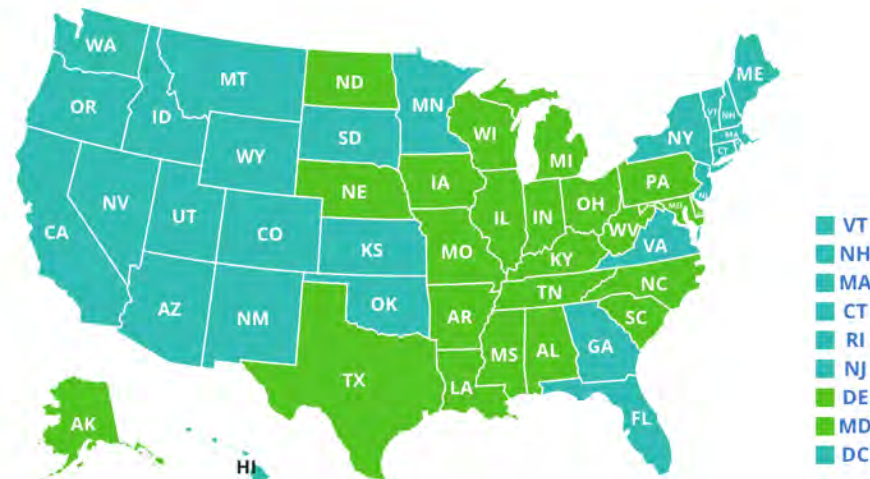 WA
MT
ND
MN
ME
OR
ID
SD
WI
VT
NH
WY
MI
NY
MA
CT
NE
IA
PA
NJ
NV
UT
CO
IL
IN
OH
MD
CA
KS
MO
WV
VA
KY
NC
AZ
NM
OK
AR
TN
SC
MS
AL
GA
TX
LA
FL
AK
HI
VT
NH
MA
CT
RI
NJ
DE
MD
DC